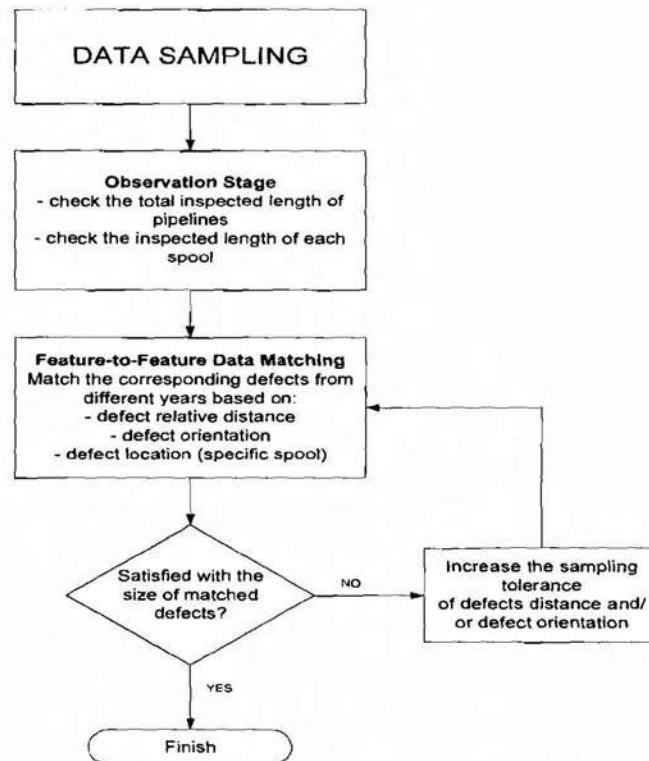 DATA SAMPLING
Observation Stage
- check the total inspected length of
pipelines
- check the inspected length of each
spool
Feature-to-Feature Data Matching
Match the corresponding defects from
different years based on:
- defect relative distance
- defect orientation
- defect location (specific spool)
Satisfied with the
size of matched
defects?
NO
Increase the sampling
tolerance
of defects distance and/
or defect orientation
YES
Finish